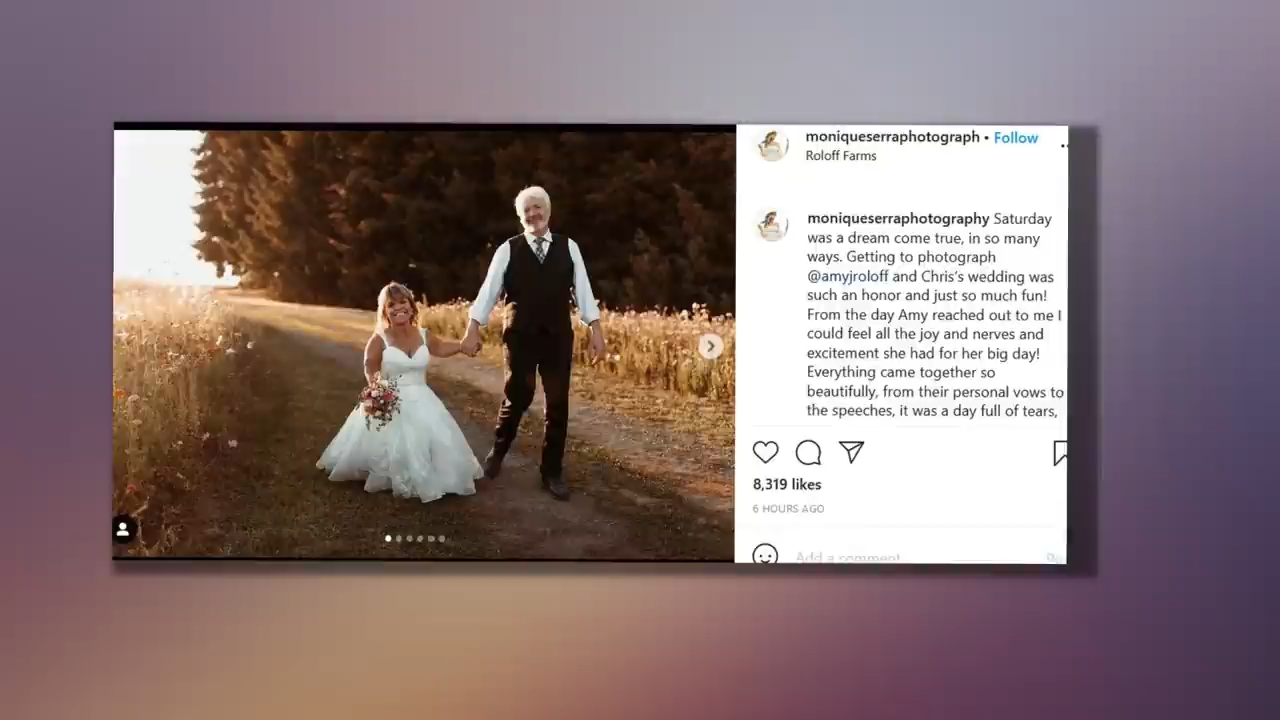 moniqueserraphotograph • Follow
Roloff Farms
moniqueserraphotography Saturday
was a dream come true, in so many
ways. Getting to photograph
@amyjroloff and Chris's wedding was
such an honor and just so much fun!
From the day Amy reached out to me I
could feel all the joy and nerves and
excitement she had for her big day!
Everything came together so
beautifully, from their personal vows to
the speeches, it was a day full of tears,
8,319 likes
6 HOURS AGO
Add a comment